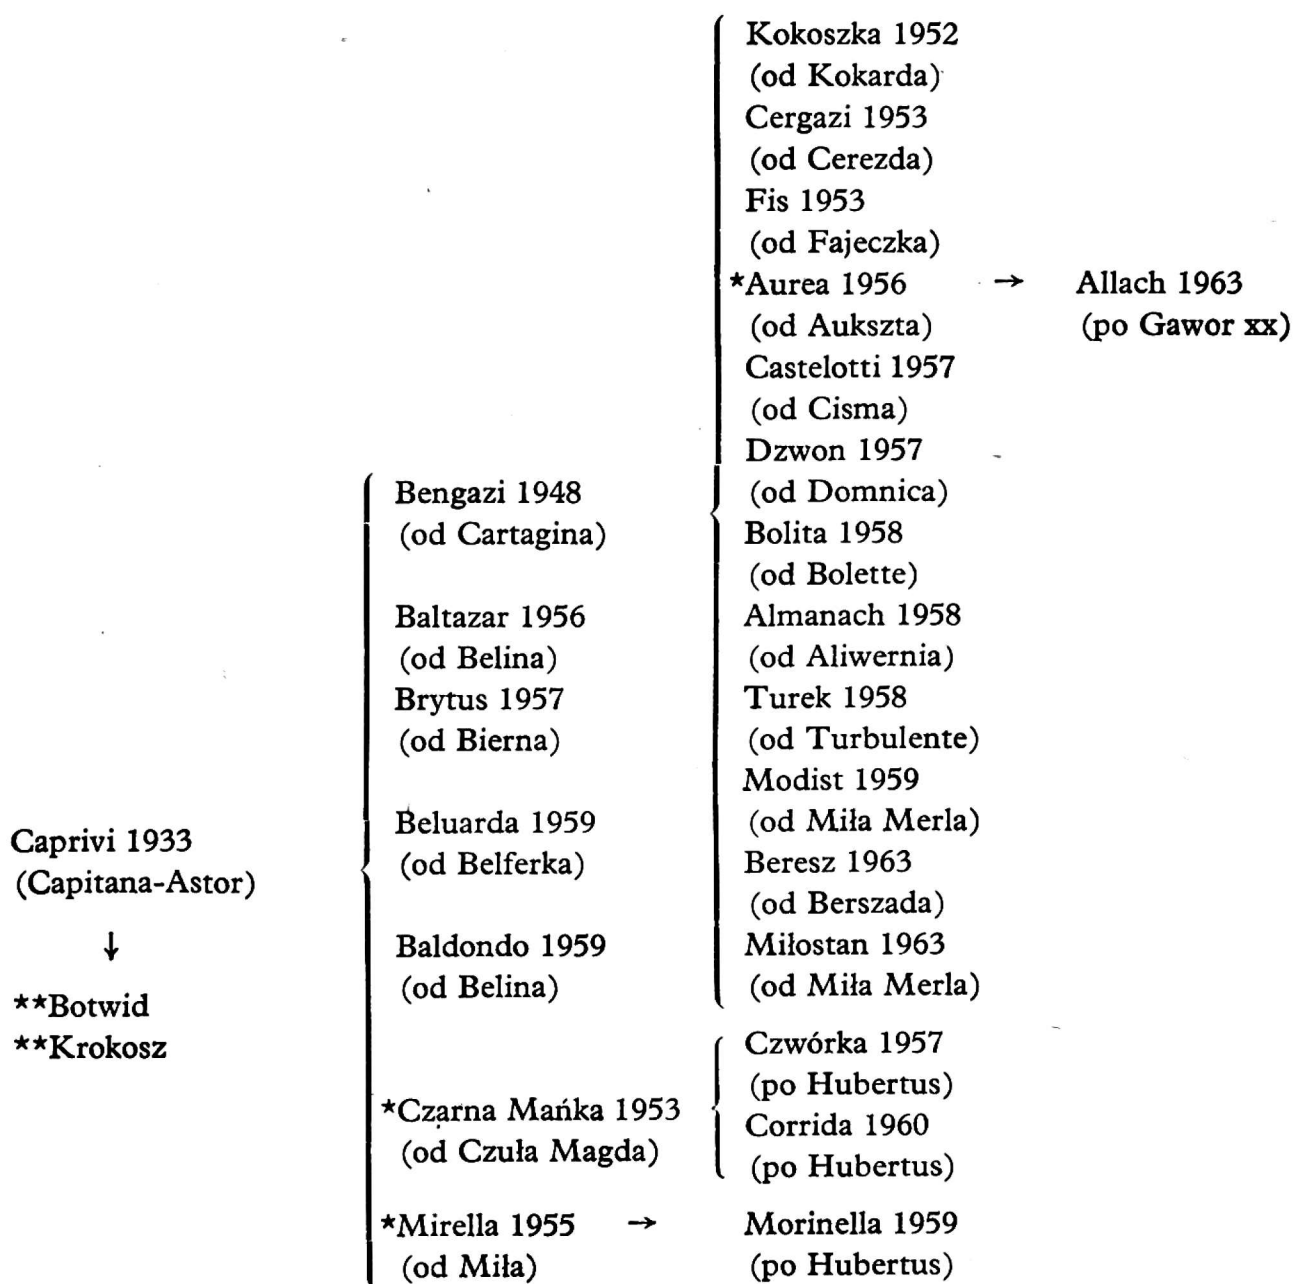 Caprivi 1933
(Capitana-Astor)
↓
**Botwid
**Krokosz
Bengazi 1948
(od Cartagina)
Baltazar 1956
(od Belina)
Brytus 1957
(od Bierna)
Beluarda 1959
(od Belferka)
Baldondo 1959
(od Belina)
*Czarna Mańka 1953
(od Czuła Magda)
*Mirella 1955 →
(od Miła)
Kokoszka 1952
(od Kokarda)
Cergazi 1953
(od Cerezda)
Fis 1953
(od Fajeczka)
*Aurea 1956 →
(od Aukszta)
Castelotti 1957
(od Cisma)
Dzwon 1957
(od Domnica)
Bolita 1958
(od Bolette)
Almanach 1958
(od Aliwernia)
Turek 1958
(od Turbulente)
Modist 1959
(od Miła Merla)
Beresz 1963
(od Berszada)
Miłostan 1963
(od Miła Merla)
Czwórka 1957
(po Hubertus)
Corrida 1960
(po Hubertus)
Morinella 1959
(po Hubertus)
Allach 1963
(po Gawor xx)